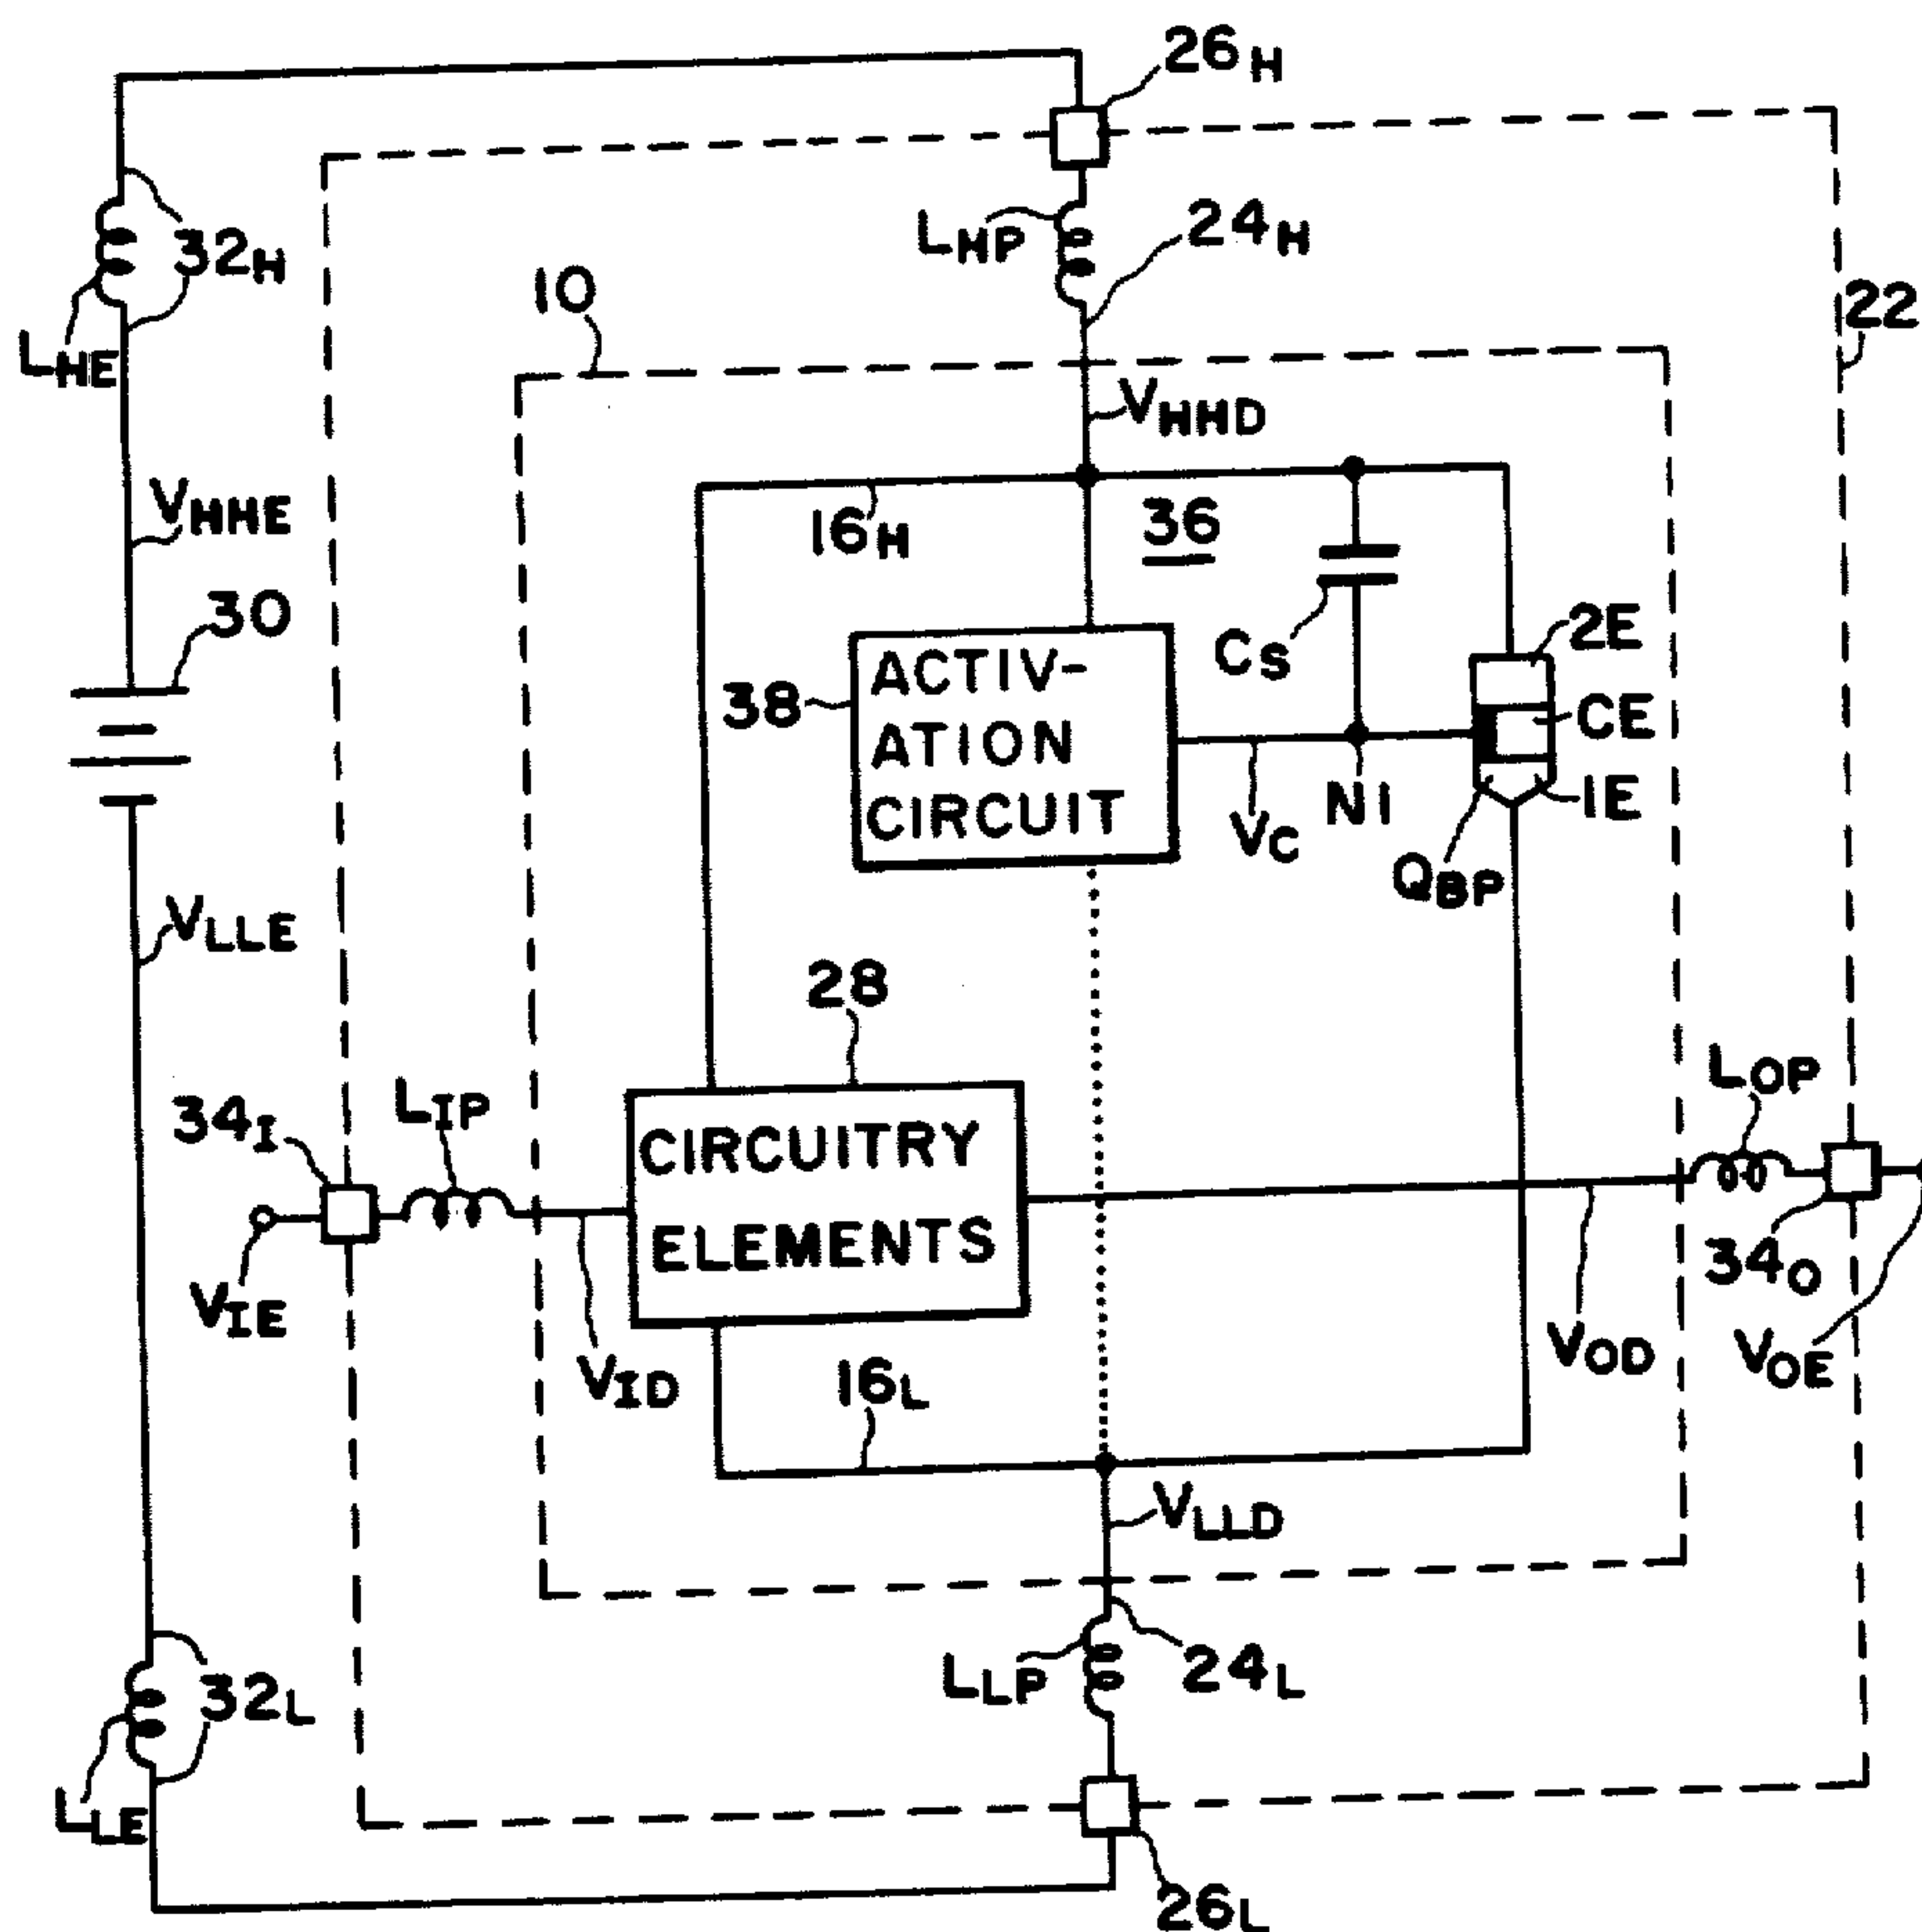 26H
LHP
24H
32H
10
22
LHE
VHHD
VHHE
16H
36
30
2E
CS
ACTIV-
ATION
CIRCUIT
38
CE
1E
N1
VC
QBP
VLLE
28
LOP
34I
LIP
CIRCUITRY
ELEMENTS
34O
VIE
VID
16L
VOD
VOE
VLLD
LLP
24L
32L
LLE
26L